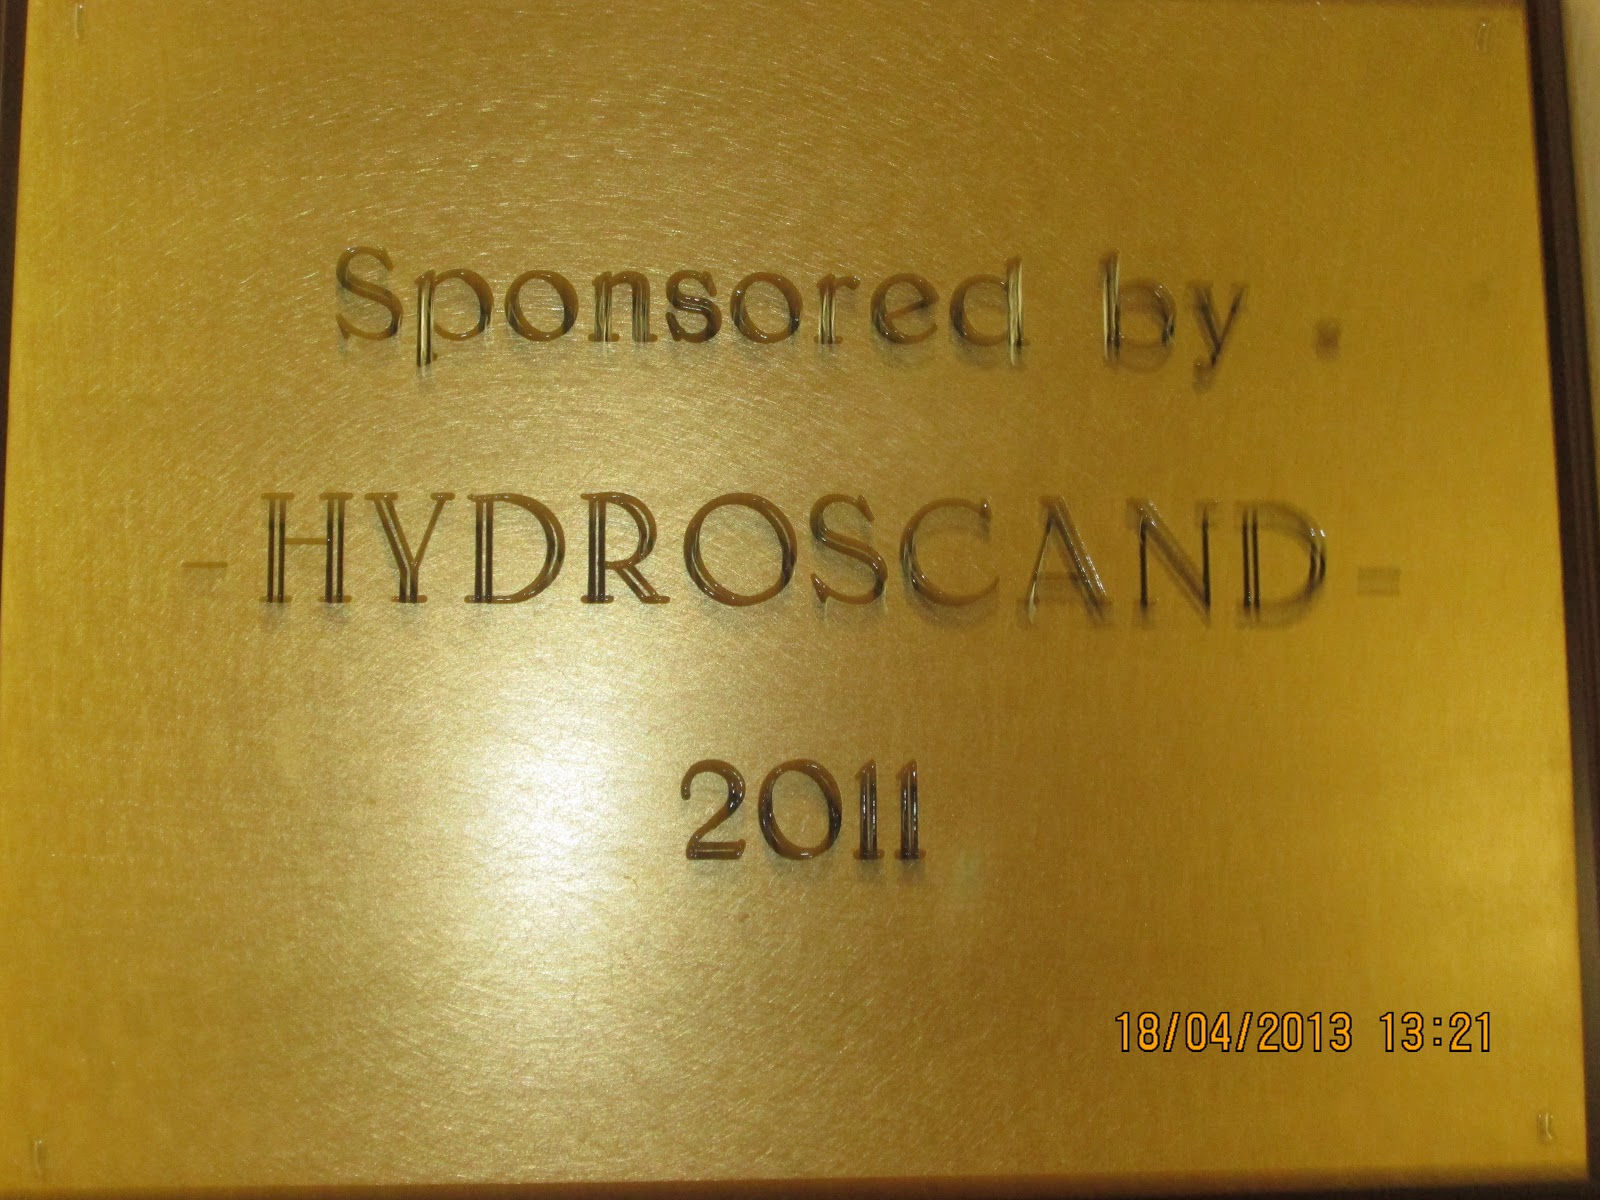 Sponsored by .
-HYDROSCAND-
2011
18/04/2013 13:21